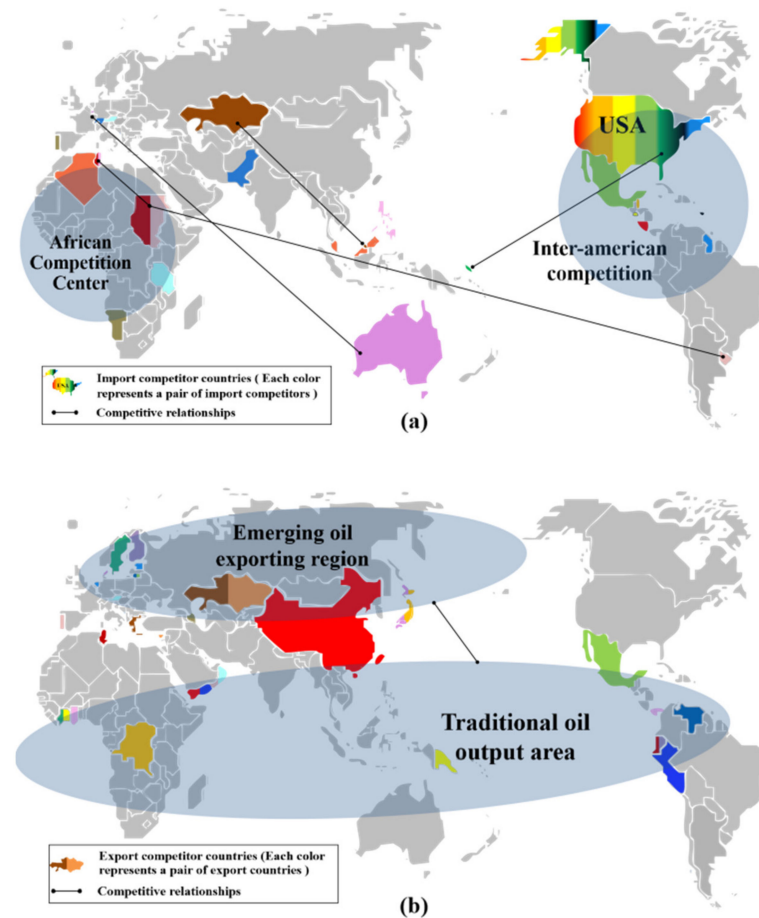 USA
African
Competition
Center
Inter-american
competition
USA
Import competitor countries ( Each color
represents a pair of import competitors )
Competitive relationships
(a)
Emerging oil
exporting region
Traditional oil
output area
Export competitor countries (Each color
represents a pair of export countries )
Competitive relationships
(b)